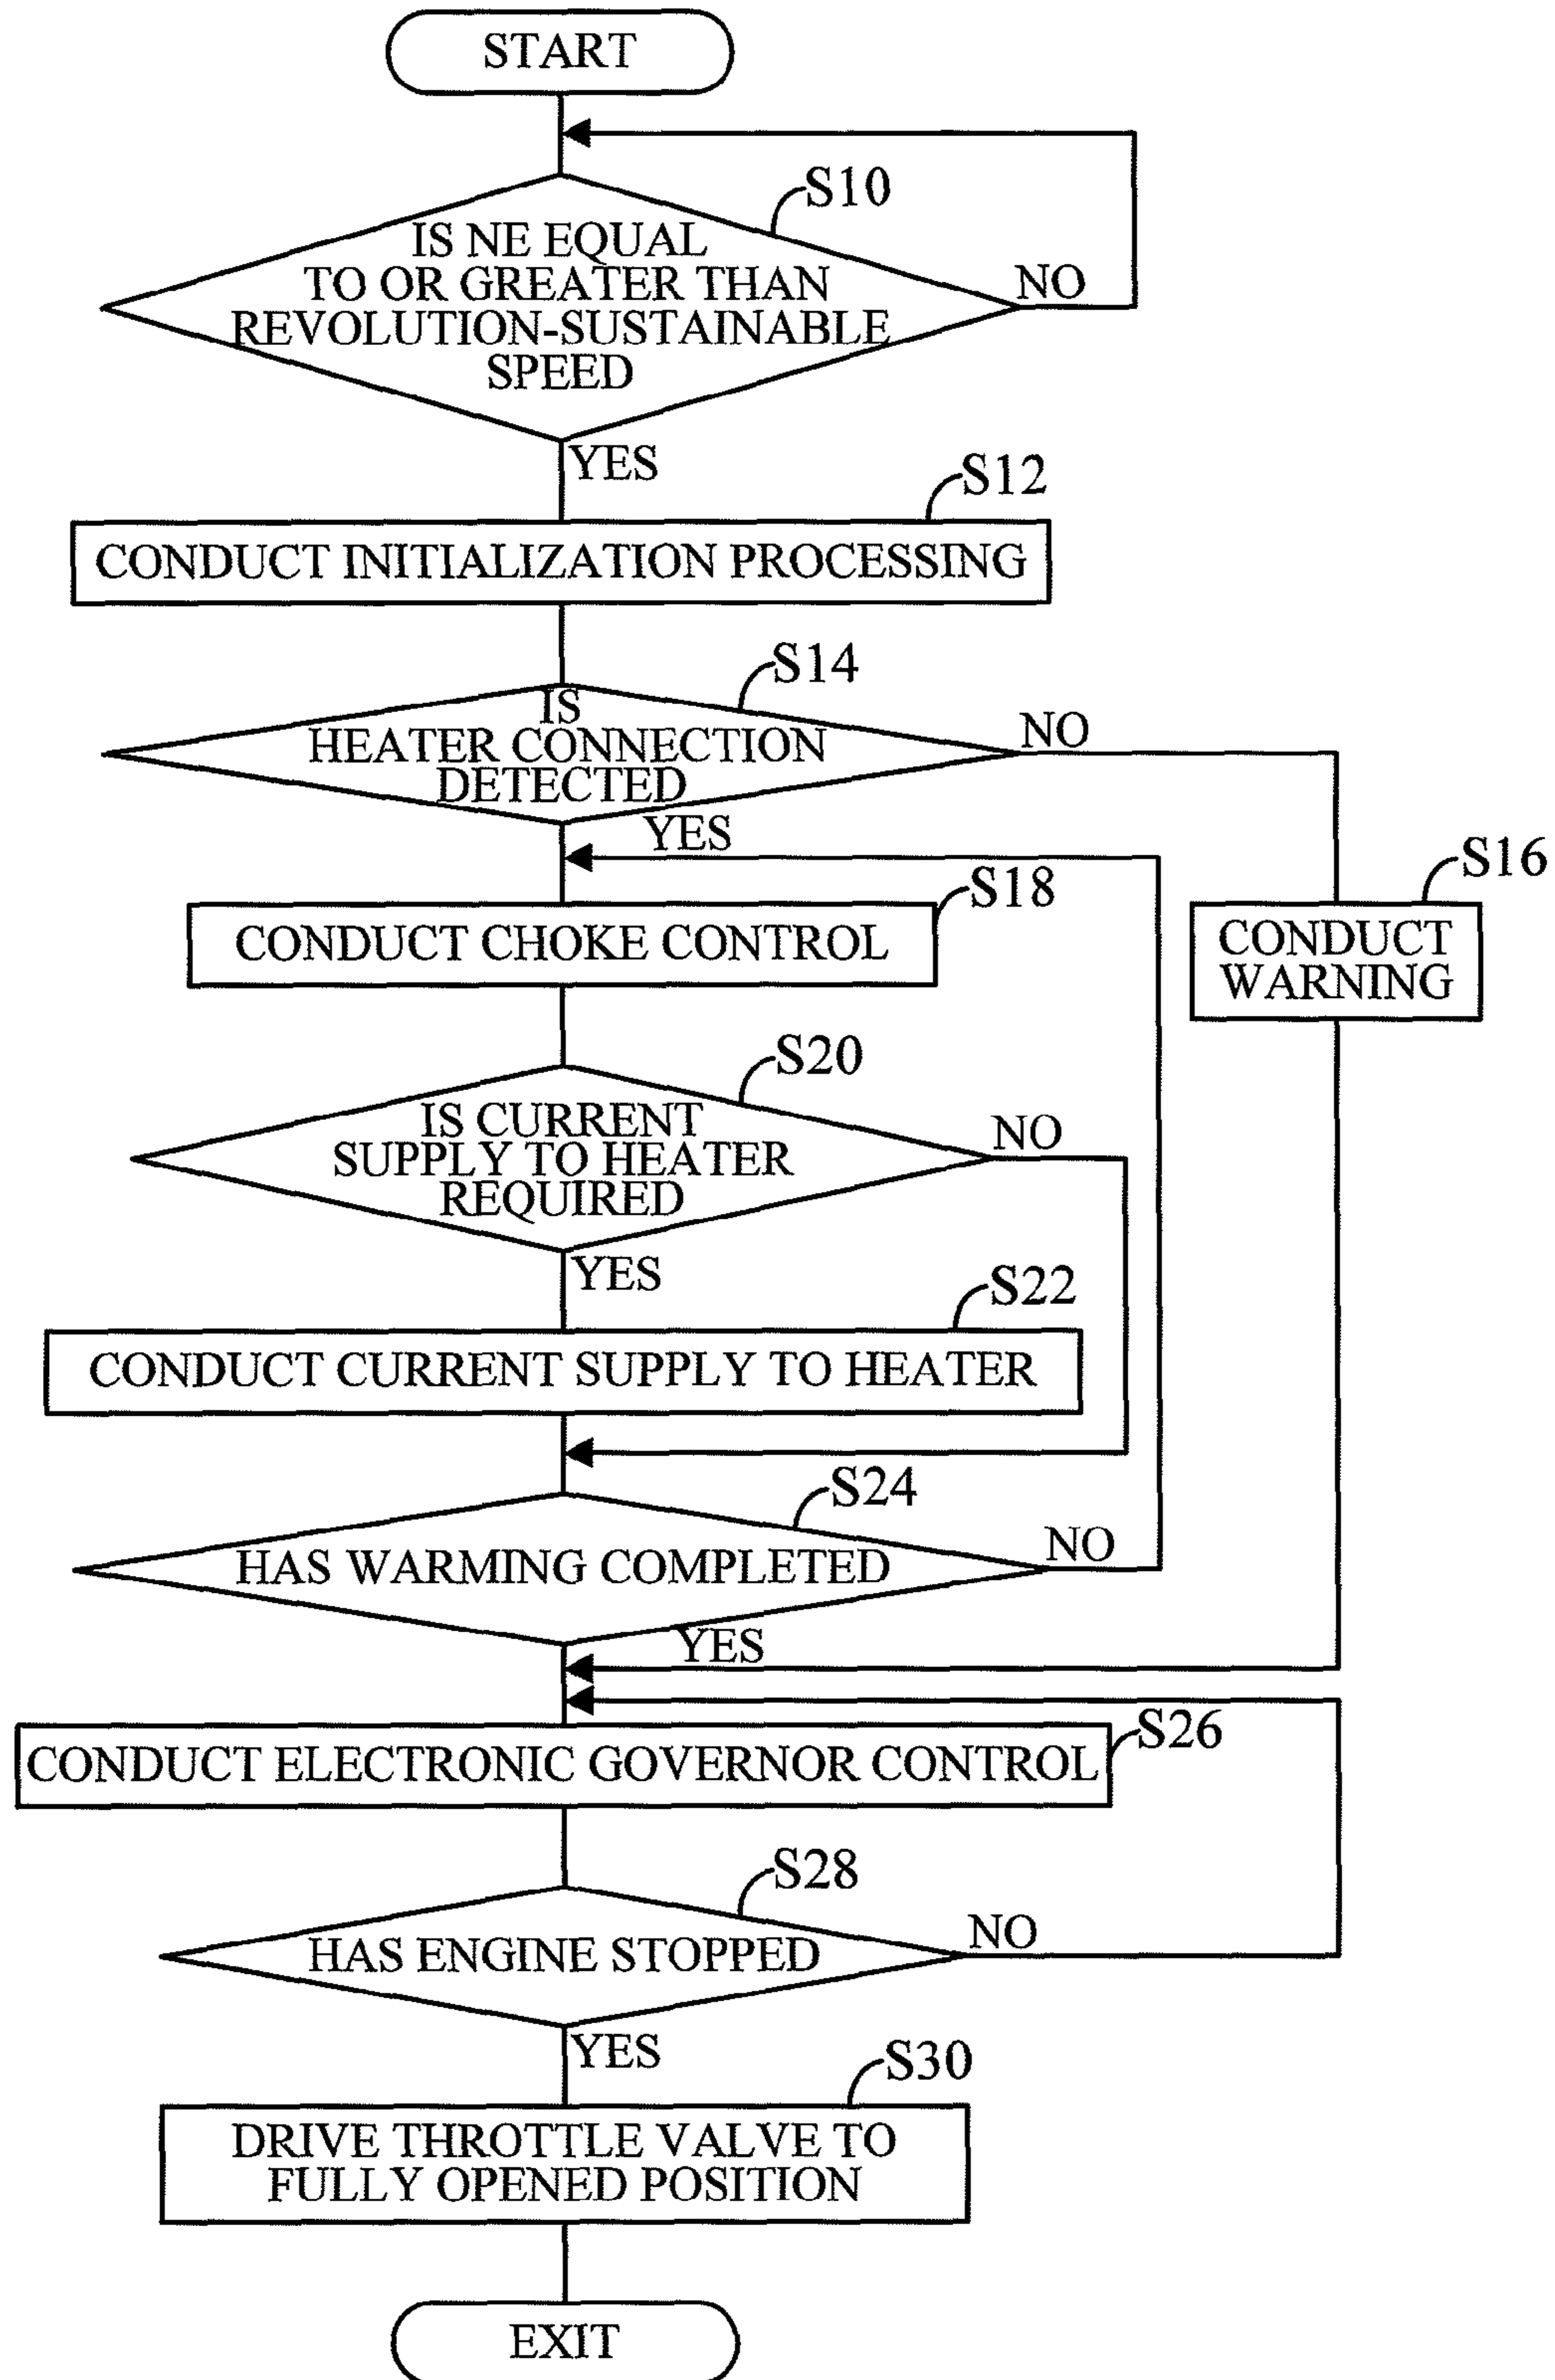 START
S10
IS NE EQUAL
TO OR GREATER THAN
REVOLUTION-SUSTAINABLE
SPEED
NO
YES
S12
CONDUCT INITIALIZATION PROCESSING
S14
IS
HEATER CONNECTION
DETECTED
NO
YES
S16
CONDUCT
WARNING
S18
CONDUCT CHOKE CONTROL
S20
IS CURRENT
SUPPLY TO HEATER
REQUIRED
NO
YES
S22
CONDUCT CURRENT SUPPLY TO HEATER
S24
HAS WARMING COMPLETED
NO
YES
S26
CONDUCT ELECTRONIC GOVERNOR CONTROL
S28
HAS ENGINE STOPPED
NO
YES
S30
DRIVE THROTTLE VALVE TO
FULLY OPENED POSITION
EXIT